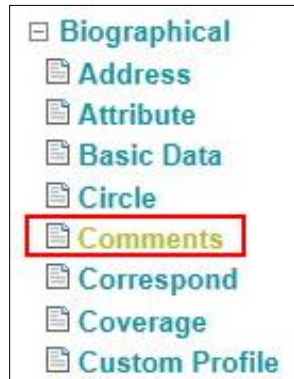 Biographical
Address
Attribute
Basic Data
Circle
Comments
Correspond
Coverage
Custom Profile